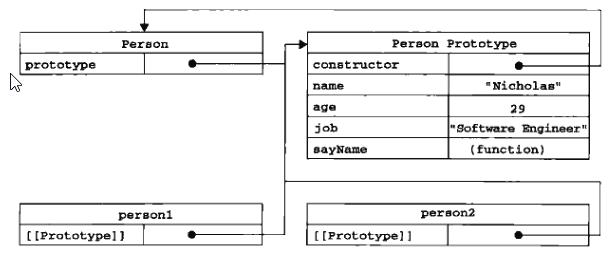 Person
prototype
Person Prototype
constructor
name "Nicholas"
age 29
job "Software Engineer"
sayName (function)
person1
[[Prototype]]
person2
[[Prototype]]